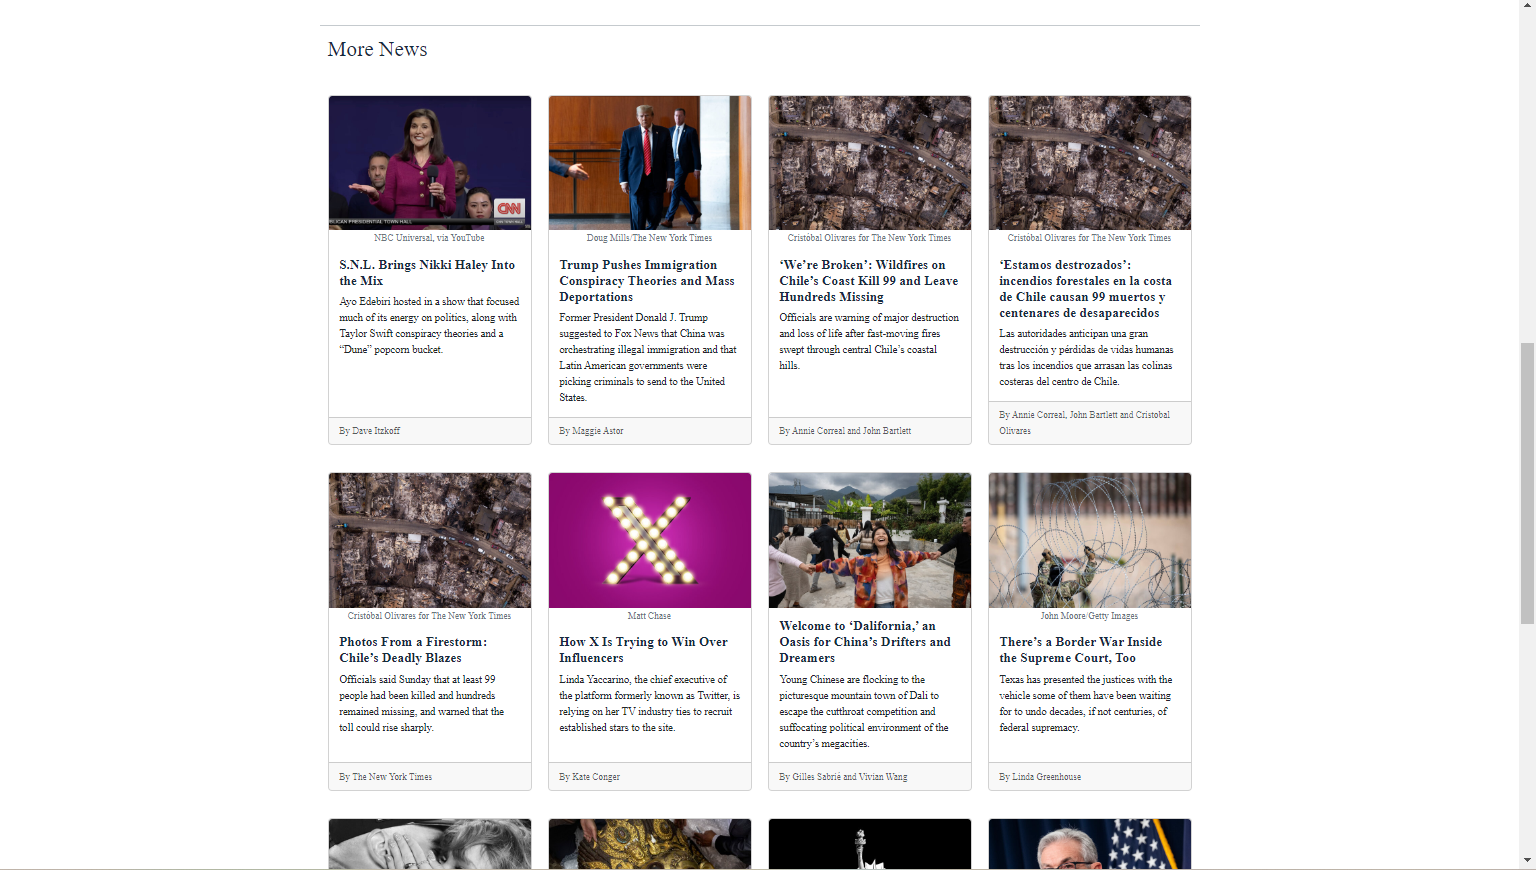 More News
CNN
NBC Universal, via YouTube
S.N.L. Brings Nikki Haley Into
the Mix
Ayo Edebiri hosted in a show that focused
much of its energy on politics, along with
Taylor Swift conspiracy theories and a
“Dune” popcorn bucket.
By Dave Itzkoff
Doug Mills/The New York Times
Trump Pushes Immigration
Conspiracy Theories and Mass
Deportations
Former President Donald J. Trump
suggested to Fox News that China was
orchestrating illegal immigration and that
Latin American governments were
picking criminals to send to the United
States.
By Maggie Astor
Cristóbal Olivares for The New York Times
‘We’re Broken’: Wildfires on
Chile’s Coast Kill 99 and Leave
Hundreds Missing
Officials are warning of major destruction
and loss of life after fast-moving fires
swept through central Chile’s coastal
hills.
By Annie Correal and John Bartlett
Cristóbal Olivares for The New York Times
‘Estamos destrozados’:
incendios forestales en la costa
de Chile causan 99 muertos y
centenares de desaparecidos
Las autoridades anticipan una gran
destrucción y pérdidas de vidas humanas
tras los incendios que arrasan las colinas
costeras del centro de Chile.
By Annie Correal, John Bartlett and Cristobal
Olivares
Cristóbal Olivares for The New York Times
Photos From a Firestorm:
Chile’s Deadly Blazes
Officials said Sunday that at least 99
people had been killed and hundreds
remained missing, and warned that the
toll could rise sharply.
By The New York Times
X
Matt Chase
How X Is Trying to Win Over
Influencers
Linda Yaccarino, the chief executive of
the platform formerly known as Twitter, is
relying on her TV industry ties to recruit
established stars to the site.
By Kate Conger
Welcome to ‘Dalifornia,’ an
Oasis for China’s Drifters and
Dreamers
Young Chinese are flocking to the
picturesque mountain town of Dali to
escape the cutthroat competition and
suffocating political environment of the
country’s megacities.
By Gilles Sabrié and Vivian Wang
John Moore/Getty Images
There’s a Border War Inside
the Supreme Court, Too
Texas has presented the justices with the
vehicle some of them have been waiting
for to undo decades, if not centuries, of
federal supremacy.
By Linda Greenhouse